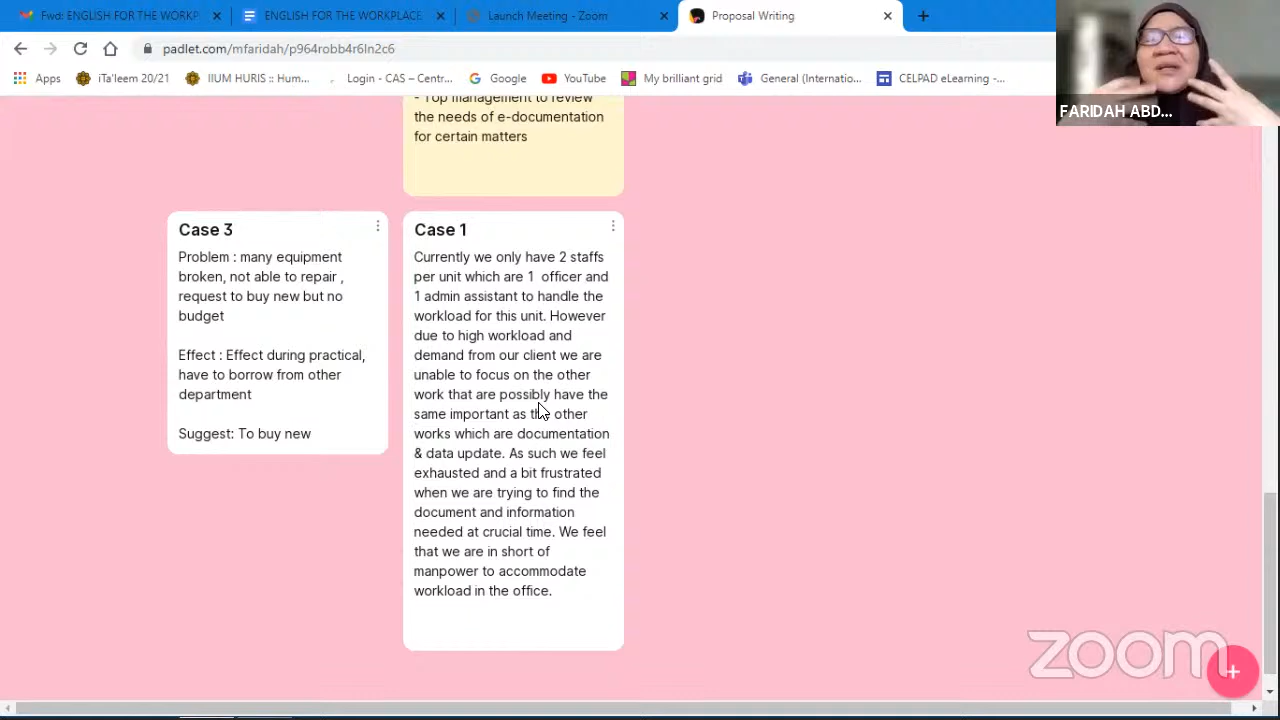 Fwd: ENGLISH FOR THE WORKP
ENGLISH FOR THE WORKPLACE
Launch Meeting - Zoom
Proposal Writing
padlet.com/mfaridah/p964robb4r6ln2c6
Apps
iTa'leem 20/21
IIUM HURIS :: Hum...
Login - CAS – Centr...
Google
YouTube
My brilliant grid
General (Internatio...
CELPAD eLearning -...
FARIDAH ABD...
- Top management to review
the needs of e-documentation
for certain matters
Case 3
Problem : many equipment
broken, not able to repair ,
request to buy new but no
budget
Effect : Effect during practical,
have to borrow from other
department
Suggest: To buy new
Case 1
Currently we only have 2 staffs
per unit which are 1 officer and
1 admin assistant to handle the
workload for this unit. However
due to high workload and
demand from our client we are
unable to focus on the other
work that are possibly have the
same important as the other
works which are documentation
& data update. As such we feel
exhausted and a bit frustrated
when we are trying to find the
document and information
needed at crucial time. We feel
that we are in short of
manpower to accommodate
workload in the office.
zoom